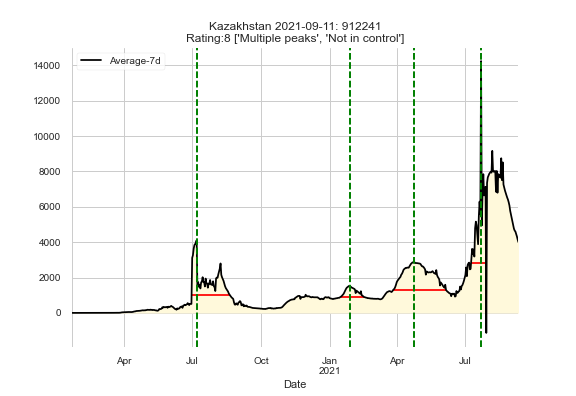 Kazakhstan 2021-09-11: 912241
Rating:8 ['Multiple peaks', 'Not in control']
Average-7d
14000
12000
10000
8000
6000
4000
2000
0
Apr Jul Oct Jan Apr Jul
2021
Date